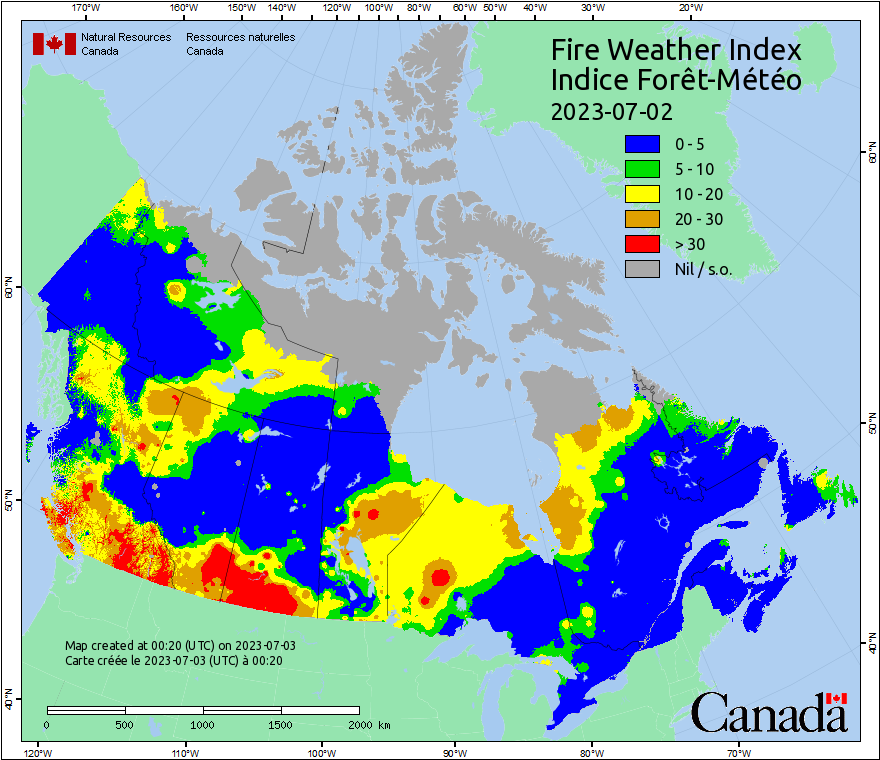 170°W 160°W 150°W 140°W 130°W 120°W 110°W 100°W 90°W 80°W 60°W 50°W 40°W 30°W 20°W
Natural Resources Ressources naturelles
Canada Canada
Fire Weather Index
Indice Forêt-Météo
2023-07-02
0 - 5
5 - 10
10 - 20
20 - 30
> 30
Nil / s.o.
60°N
60°N
50°N
50°N
40°N
40°N
Map created at 00:20 (UTC) on 2023-07-03
Carte créée le 2023-07-03 (UTC) à 00:20
0 500 1000 1500 2000 km
Canada
120°W 110°W 100°W 90°W 80°W 70°W